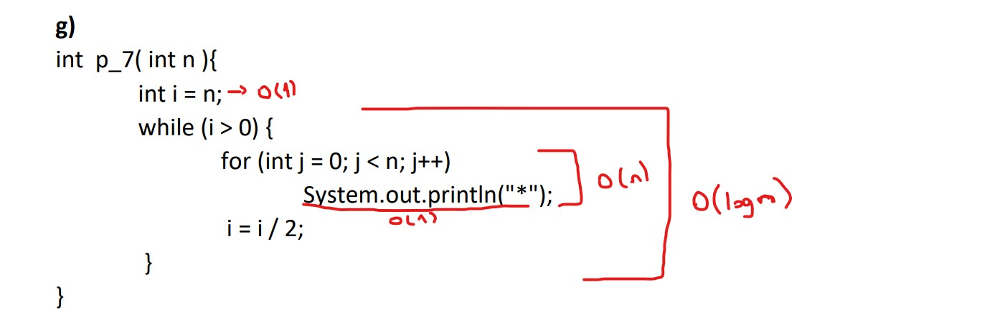 g)
int p_7( int n ){
int i = n; → O(1)
while (i > 0) {
for (int j = 0; j < n; j++)
System.out.println("*");
O(n)
O(1)
O(logn)
i = i / 2;
}
}